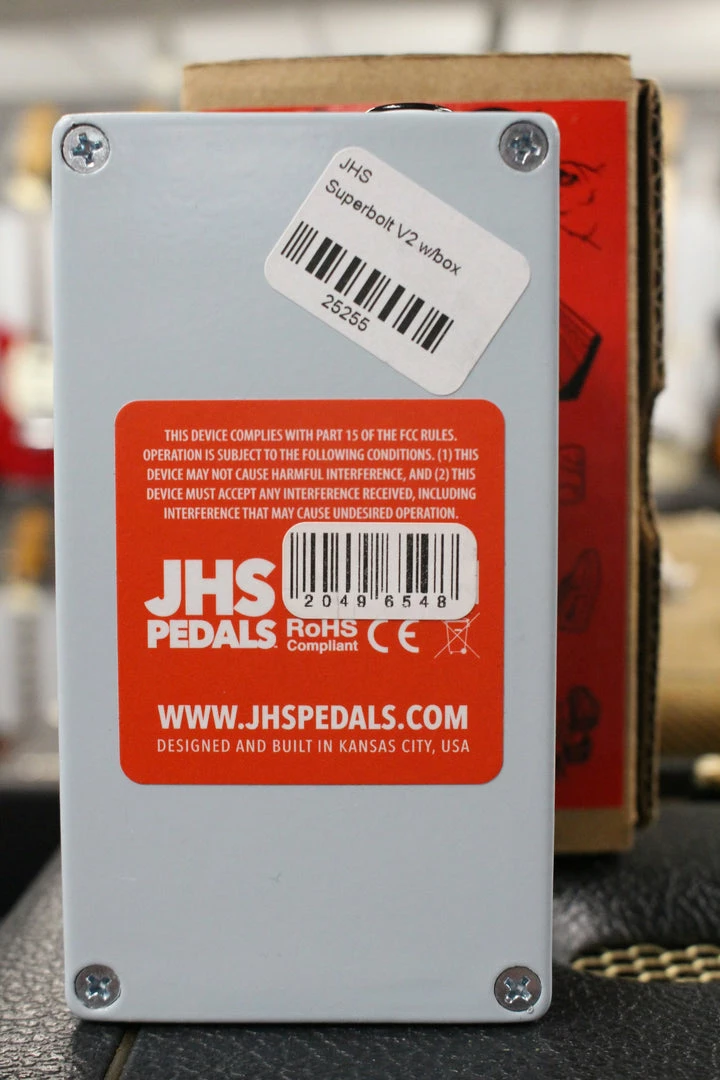 JHS
Superbolt V2 w/box
25255
THIS DEVICE COMPLIES WITH PART 15 OF THE FCC RULES.
OPERATION IS SUBJECT TO THE FOLLOWING CONDITIONS. (1) THIS
DEVICE MAY NOT CAUSE HARMFUL INTERFERENCE, AND (2) THIS
DEVICE MUST ACCEPT ANY INTERFERENCE RECEIVED, INCLUDING
INTERFERENCE THAT MAY CAUSE UNDESIRED OPERATION.
JHS
PEDALS
20496548
RoHS
Compliant
CE
WWW.JHSPEDALS.COM
DESIGNED AND BUILT IN KANSAS CITY, USA